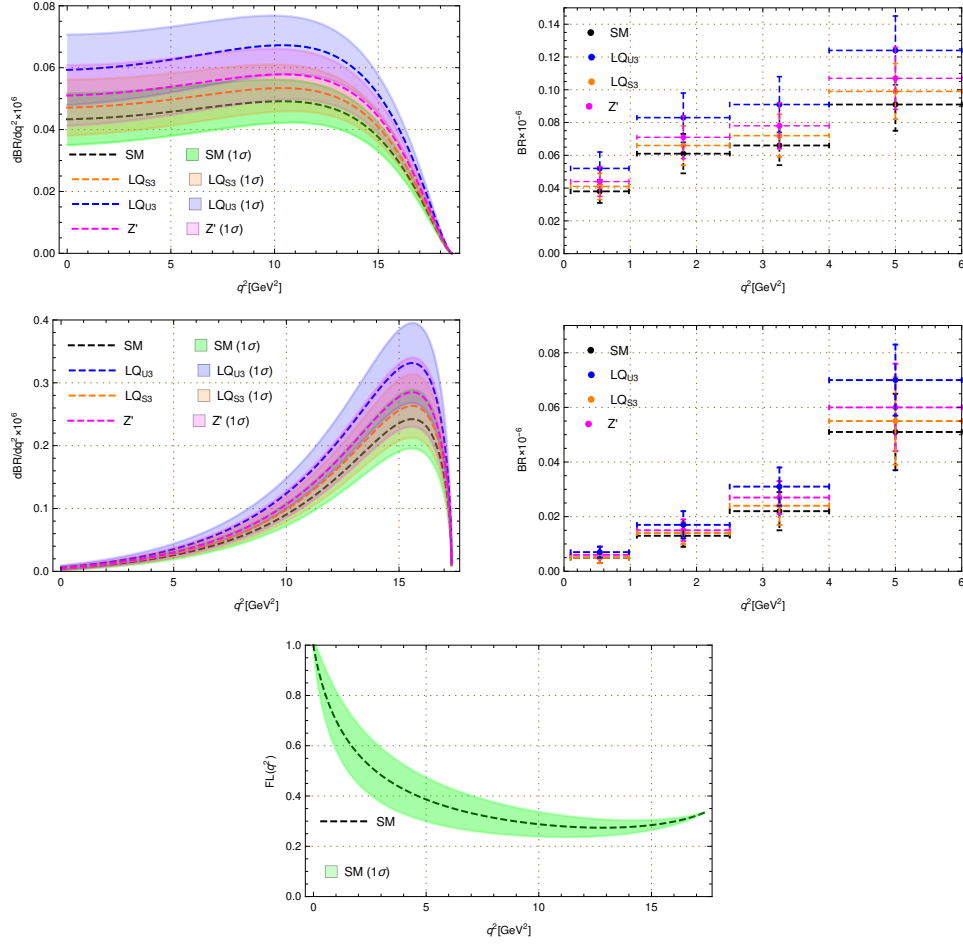 0.08
0.06
0.04
0.02
0.00
dBR/dq²×10⁶
SM
LQS3
LQU3
Z'
SM (1σ)
LQS3 (1σ)
LQU3 (1σ)
Z' (1σ)
0 5 10 15
q²[GeV²]
0.14
0.12
0.10
0.08
0.06
0.04
0.02
0.00
BR×10⁻⁶
SM
LQU3
LQS3
Z'
0 1 2 3 4 5 6
q²[GeV²]
0.4
0.3
0.2
0.1
0.0
dBR/dq²×10⁶
SM
LQU3
LQS3
Z'
SM (1σ)
LQU3 (1σ)
LQS3 (1σ)
Z' (1σ)
0 5 10 15
q²[GeV²]
0.08
0.06
0.04
0.02
0.00
BR×10⁻⁶
SM
LQU3
LQS3
Z'
0 1 2 3 4 5 6
q²[GeV²]
1.0
0.8
0.6
0.4
0.2
0.0
FL(q²)
SM
SM (1σ)
0 5 10 15
q²[GeV²]